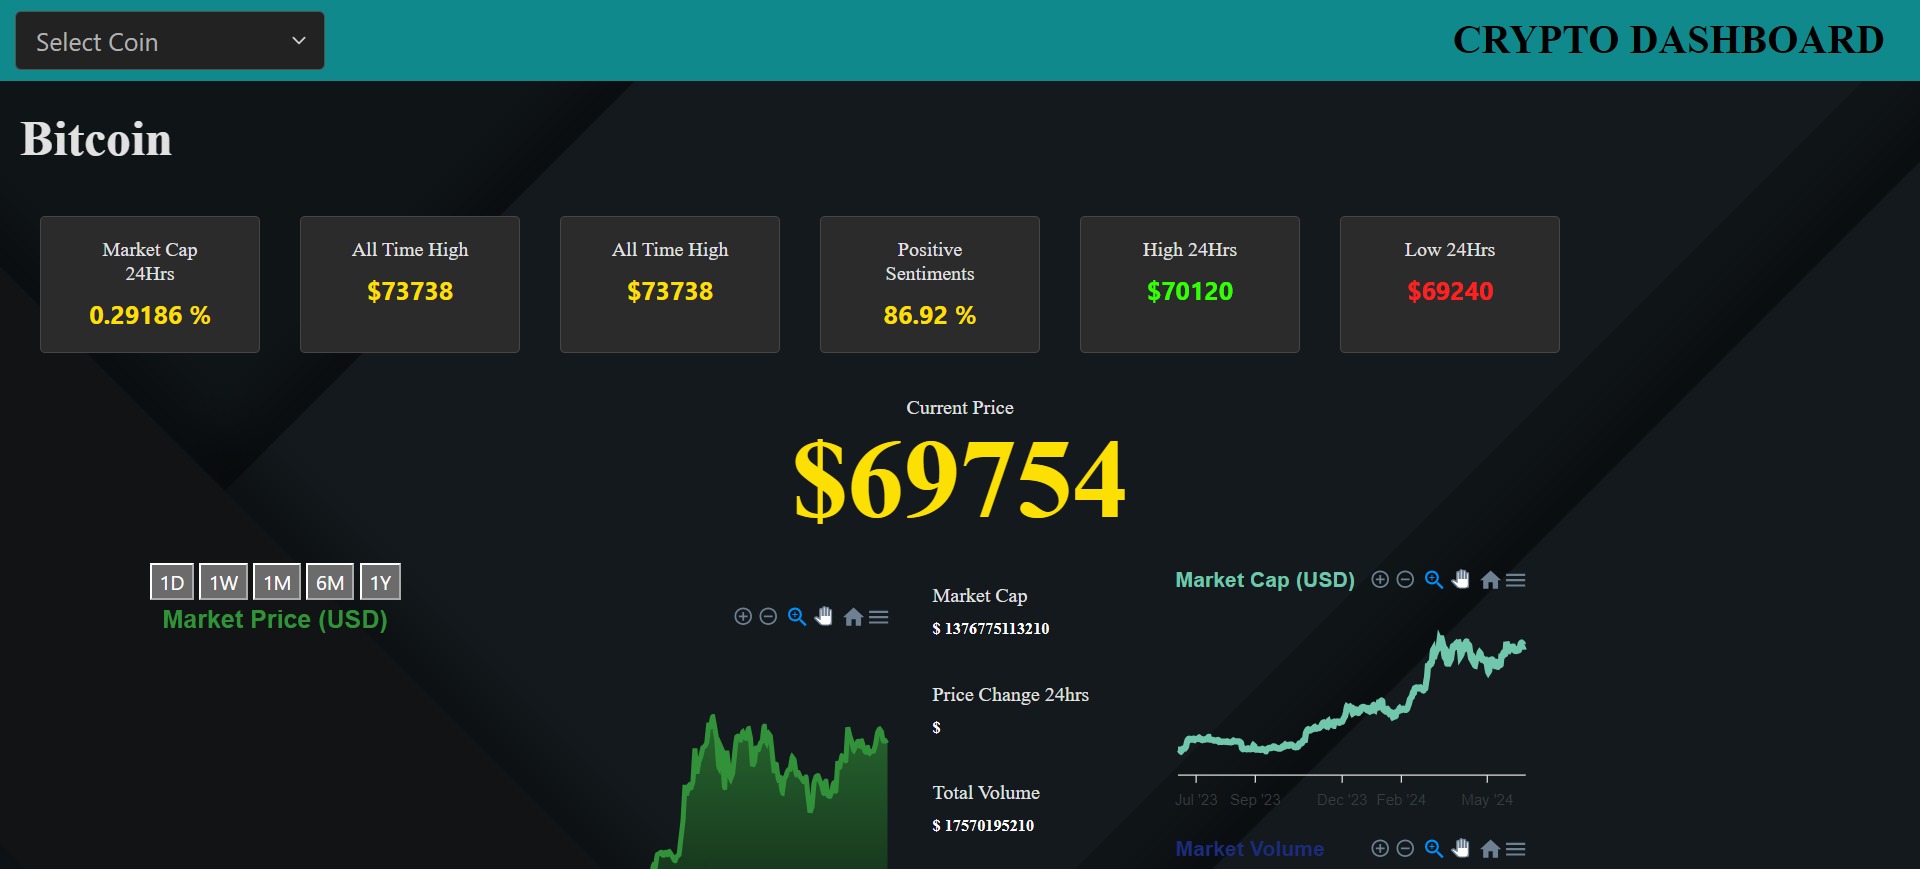 Select Coin
CRYPTO DASHBOARD
Bitcoin
Market Cap
24Hrs
0.29186 %
All Time High
$73738
All Time High
$73738
Positive
Sentiments
86.92 %
High 24Hrs
$70120
Low 24Hrs
$69240
Current Price
$69754
1D 1W 1M 6M 1Y
Market Price (USD)
Market Cap
$ 1376775113210
Price Change 24hrs
$
Total Volume
$ 17570195210
Market Cap (USD)
Jul '23 Sep '23 Dec '23 Feb '24 May '24
Market Volume